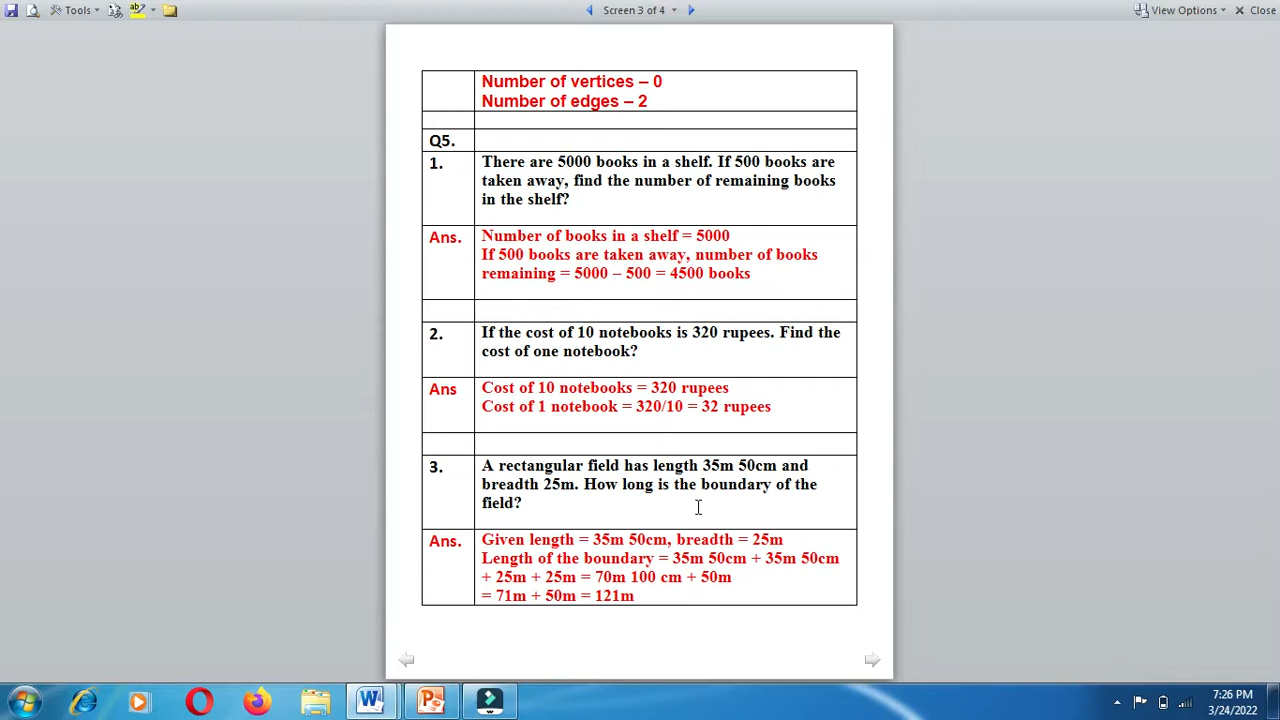 Tools
Screen 3 of 4
View Options
Close
Number of vertices – 0
Number of edges – 2
Q5.
1.
There are 5000 books in a shelf. If 500 books are
taken away, find the number of remaining books
in the shelf?
Ans.
Number of books in a shelf = 5000
If 500 books are taken away, number of books
remaining = 5000 – 500 = 4500 books
2.
If the cost of 10 notebooks is 320 rupees. Find the
cost of one notebook?
Ans
Cost of 10 notebooks = 320 rupees
Cost of 1 notebook = 320/10 = 32 rupees
3.
A rectangular field has length 35m 50cm and
breadth 25m. How long is the boundary of the
field?
Ans.
Given length = 35m 50cm, breadth = 25m
Length of the boundary = 35m 50cm + 35m 50cm
+ 25m + 25m = 70m 100 cm + 50m
= 71m + 50m = 121m
7:26 PM
3/24/2022